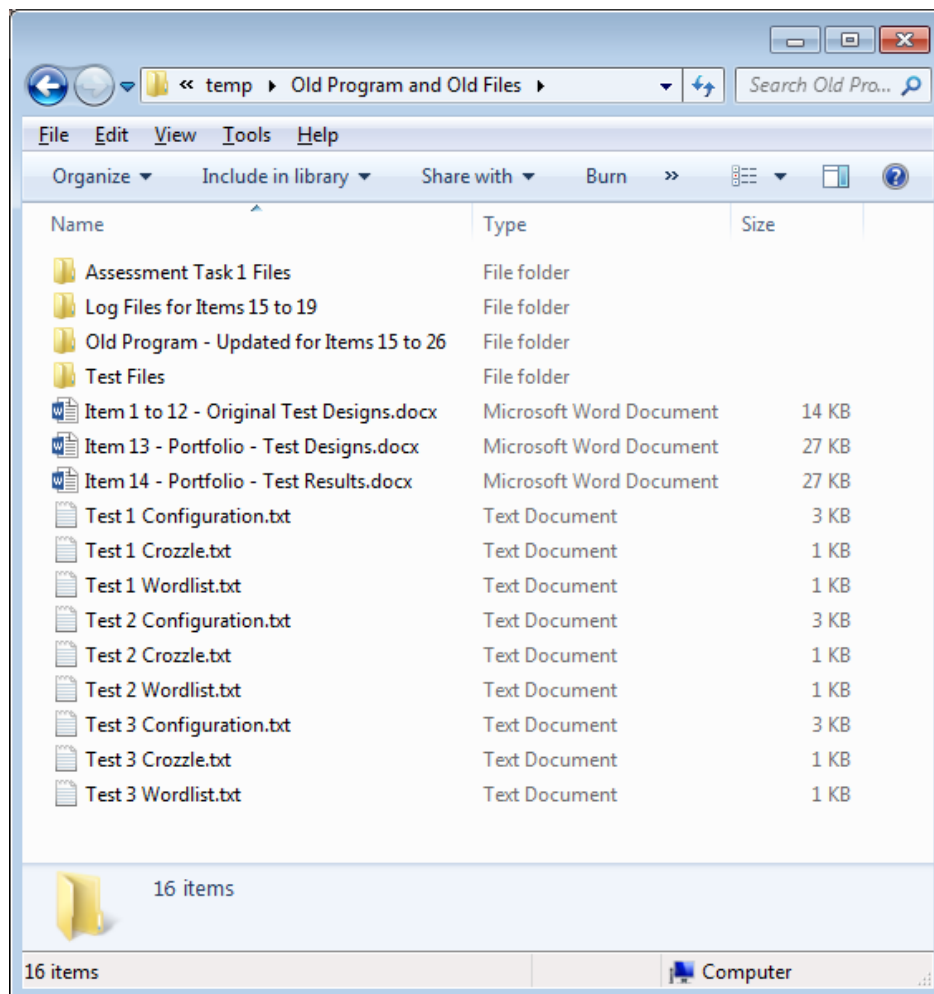 « temp ▸ Old Program and Old Files ▸ Search Old Pro...
File Edit View Tools Help
Organize Include in library Share with Burn »
Name Type Size
Assessment Task 1 Files File folder
Log Files for Items 15 to 19 File folder
Old Program - Updated for Items 15 to 26 File folder
Test Files File folder
Item 1 to 12 - Original Test Designs.docx Microsoft Word Document 14 KB
Item 13 - Portfolio - Test Designs.docx Microsoft Word Document 27 KB
Item 14 - Portfolio - Test Results.docx Microsoft Word Document 27 KB
Test 1 Configuration.txt Text Document 3 KB
Test 1 Crozzle.txt Text Document 1 KB
Test 1 Wordlist.txt Text Document 1 KB
Test 2 Configuration.txt Text Document 3 KB
Test 2 Crozzle.txt Text Document 1 KB
Test 2 Wordlist.txt Text Document 1 KB
Test 3 Configuration.txt Text Document 3 KB
Test 3 Crozzle.txt Text Document 1 KB
Test 3 Wordlist.txt Text Document 1 KB
16 items
16 items Computer